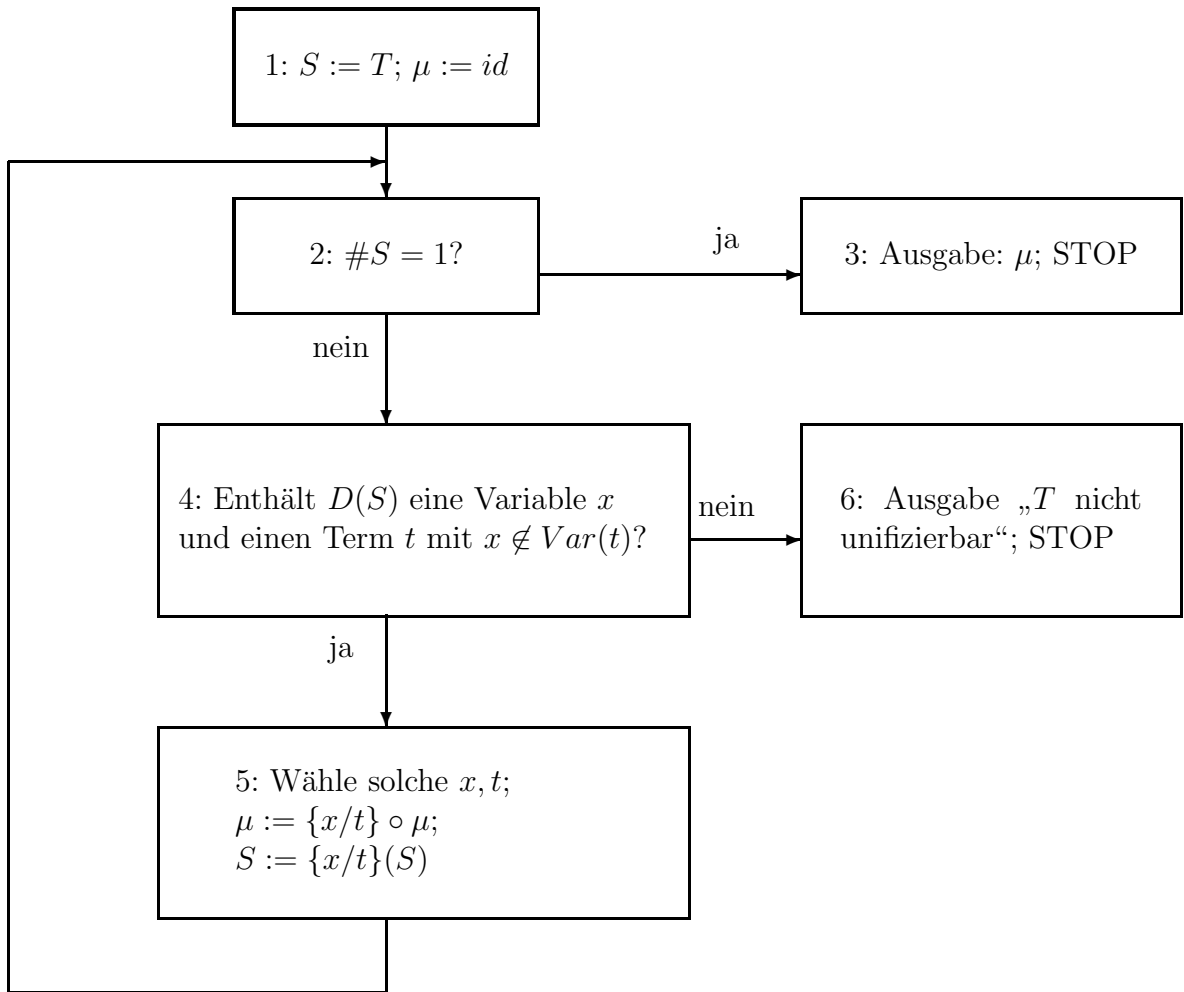 1: S := T; μ := id
2: #S = 1?
ja
3: Ausgabe: μ; STOP
nein
4: Enthält D(S) eine Variable x
und einen Term t mit x ∉ Var(t)?
nein
6: Ausgabe „T nicht
unifizierbar“; STOP
ja
5: Wähle solche x, t;
μ := {x/t} ∘ μ;
S := {x/t}(S)